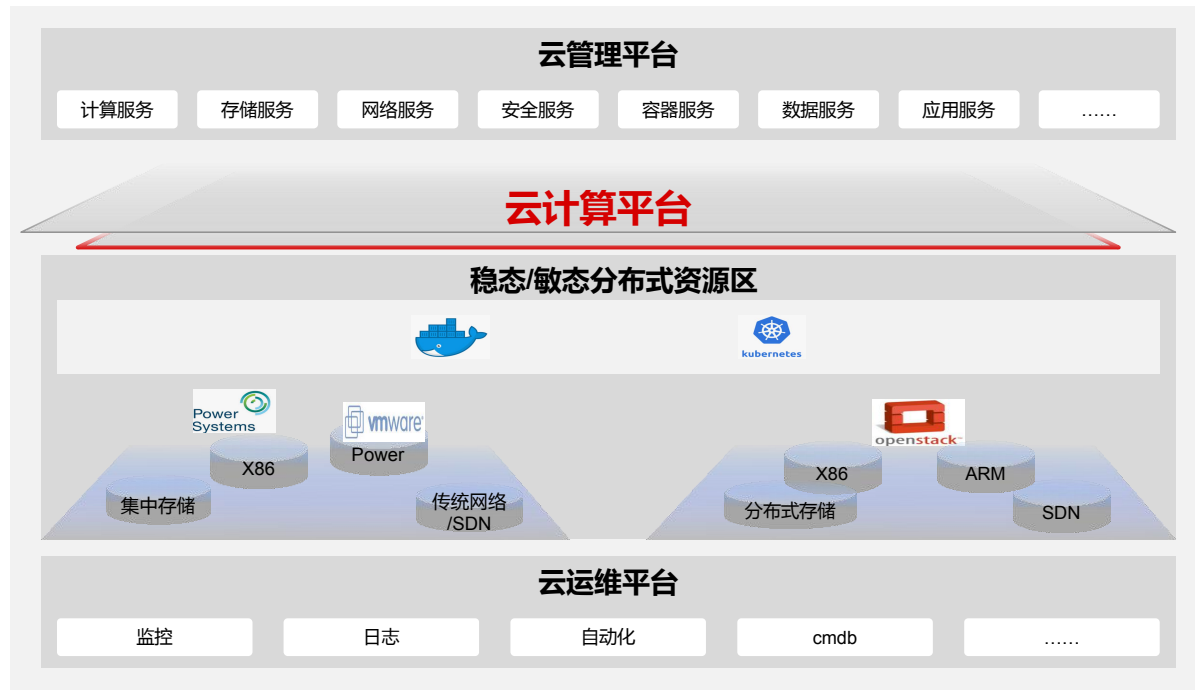 云管理平台
计算服务
存储服务
网络服务
安全服务
容器服务
数据服务
应用服务
……
云计算平台
稳态/敏态分布式资源区
kubernetes
Power
Systems
vmware
openstack
X86
Power
集中存储
传统网络
/SDN
X86
ARM
分布式存储
SDN
云运维平台
监控
日志
自动化
cmdb
……